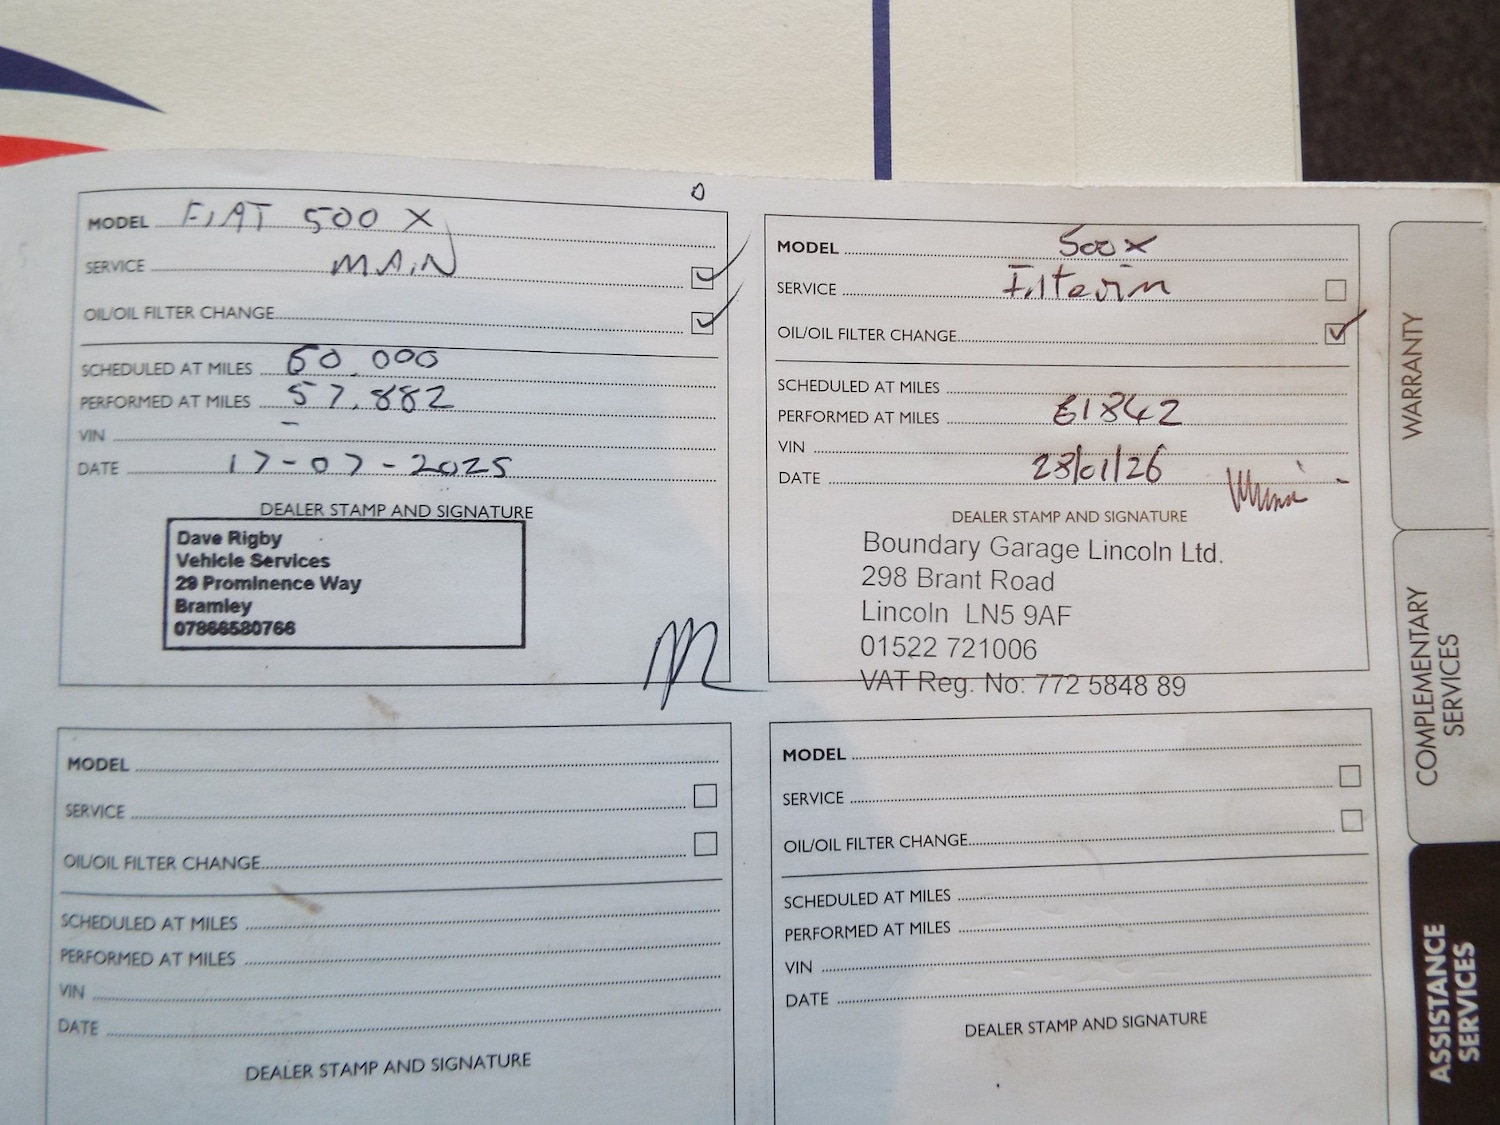 MODEL FIAT 500 X
SERVICE MAIN
OIL/OIL FILTER CHANGE
SCHEDULED AT MILES 60,000
PERFORMED AT MILES 57,882
VIN -
DATE 17-07-2025
DEALER STAMP AND SIGNATURE
Dave Rigby
Vehicle Services
29 Prominence Way
Bramley
07866580766
MODEL 500x
SERVICE Interim
OIL/OIL FILTER CHANGE
SCHEDULED AT MILES
PERFORMED AT MILES 61842
VIN
DATE 28/01/26
DEALER STAMP AND SIGNATURE
Boundary Garage Lincoln Ltd.
298 Brant Road
Lincoln LN5 9AF
01522 721006
VAT Reg. No: 772 5848 89
MODEL
SERVICE
OIL/OIL FILTER CHANGE
SCHEDULED AT MILES
PERFORMED AT MILES
VIN
DATE
DEALER STAMP AND SIGNATURE
MODEL
SERVICE
OIL/OIL FILTER CHANGE
SCHEDULED AT MILES
PERFORMED AT MILES
VIN
DATE
DEALER STAMP AND SIGNATURE
WARRANTY
COMPLEMENTARY
SERVICES
ASSISTANCE
SERVICES